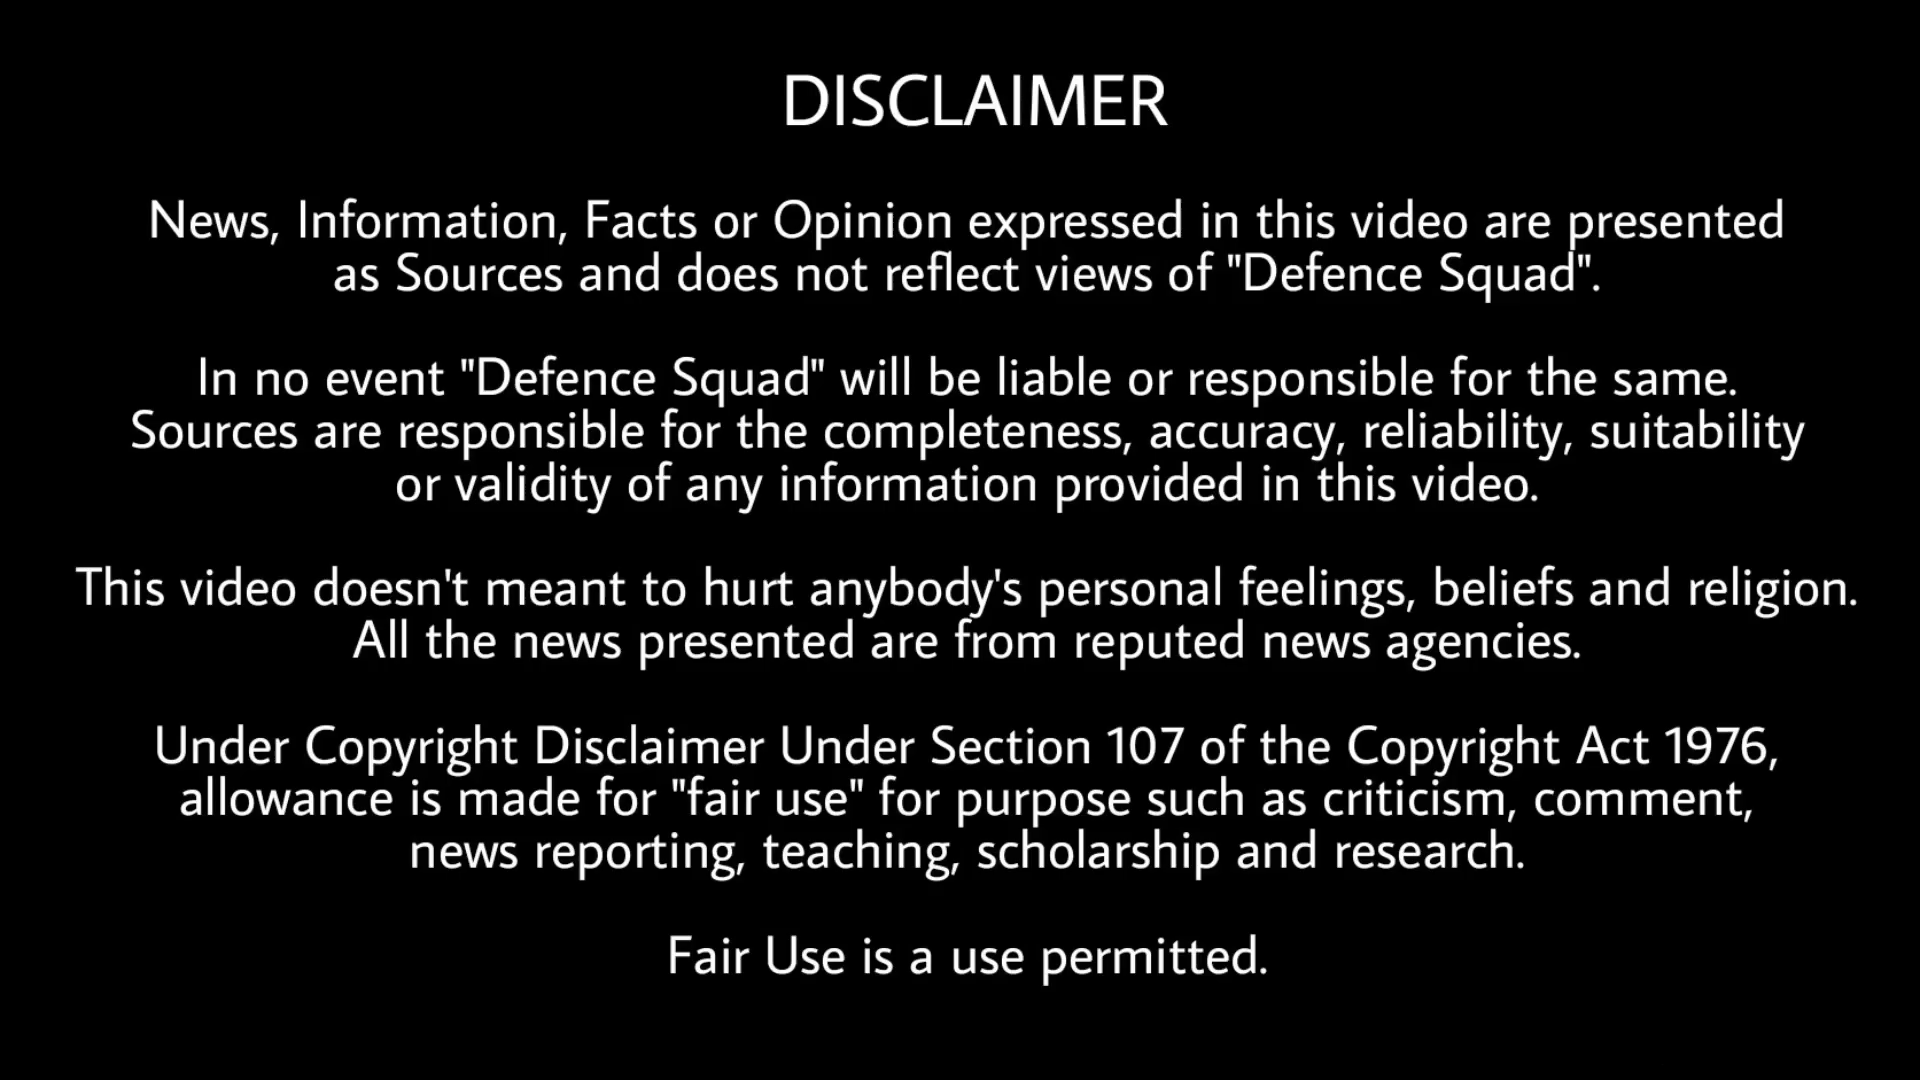 DISCLAIMER
News, Information, Facts or Opinion expressed in this video are presented
as Sources and does not reflect views of "Defence Squad".
In no event "Defence Squad" will be liable or responsible for the same.
Sources are responsible for the completeness, accuracy, reliability, suitability
or validity of any information provided in this video.
This video doesn't meant to hurt anybody's personal feelings, beliefs and religion.
All the news presented are from reputed news agencies.
Under Copyright Disclaimer Under Section 107 of the Copyright Act 1976,
allowance is made for "fair use" for purpose such as criticism, comment,
news reporting, teaching, scholarship and research.
Fair Use is a use permitted.